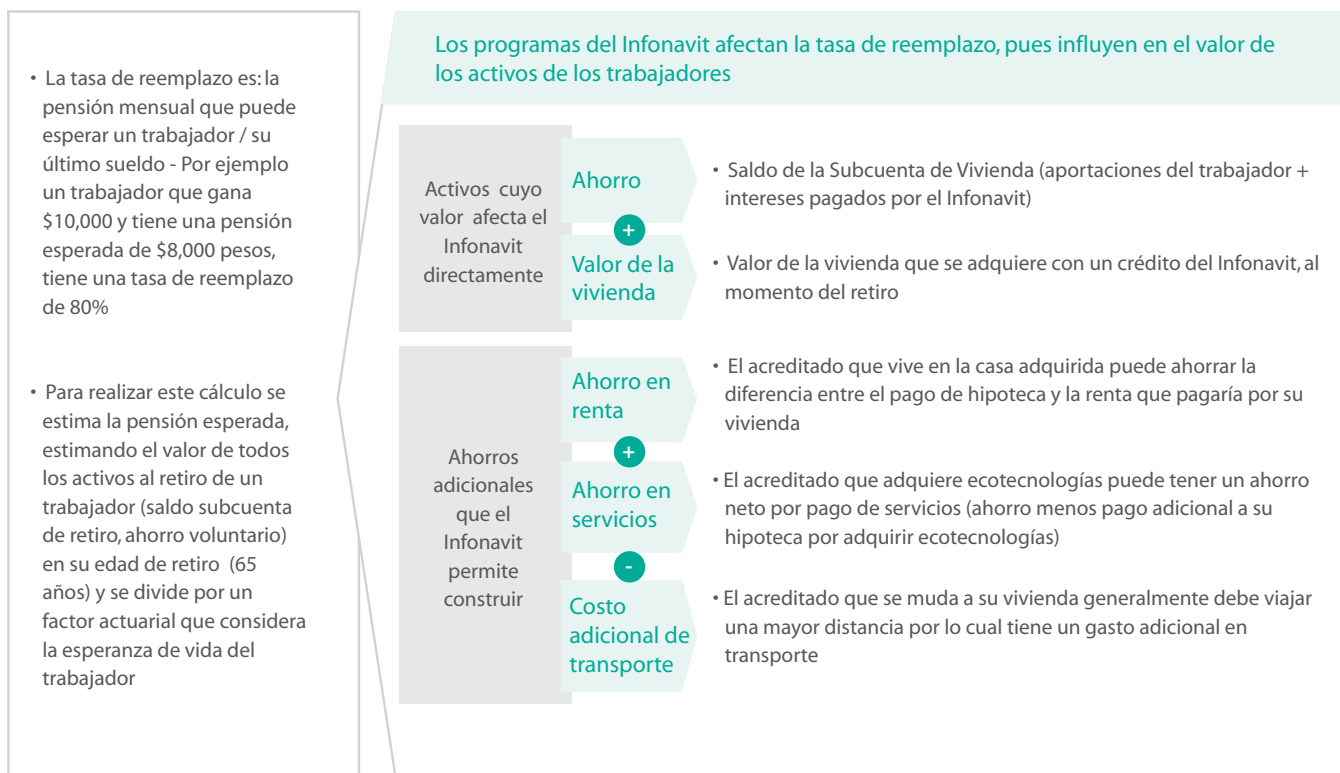 • La tasa de reemplazo es: la
pensión mensual que puede
esperar un trabajador / su
último sueldo - Por ejemplo
un trabajador que gana
$10,000 y tiene una pensión
esperada de $8,000 pesos,
tiene una tasa de reemplazo
de 80%
• Para realizar este cálculo se
estima la pensión esperada,
estimando el valor de todos
los activos al retiro de un
trabajador (saldo subcuenta
de retiro, ahorro voluntario)
en su edad de retiro (65
años) y se divide por un
factor actuarial que considera
la esperanza de vida del
trabajador
Los programas del Infonavit afectan la tasa de reemplazo, pues influyen en el valor de
los activos de los trabajadores
Activos cuyo
valor afecta el
Infonavit
directamente
Ahorro
• Saldo de la Subcuenta de Vivienda (aportaciones del trabajador +
intereses pagados por el Infonavit)
+
Valor de la
vivienda
• Valor de la vivienda que se adquiere con un crédito del Infonavit, al
momento del retiro
Ahorros
adicionales
que el
Infonavit
permite
construir
Ahorro en
renta
• El acreditado que vive en la casa adquirida puede ahorrar la
diferencia entre el pago de hipoteca y la renta que pagaría por su
vivienda
+
Ahorro en
servicios
• El acreditado que adquiere ecotecnologías puede tener un ahorro
neto por pago de servicios (ahorro menos pago adicional a su
hipoteca por adquirir ecotecnologías)
-
Costo
adicional de
transporte
• El acreditado que se muda a su vivienda generalmente debe viajar
una mayor distancia por lo cual tiene un gasto adicional en
transporte